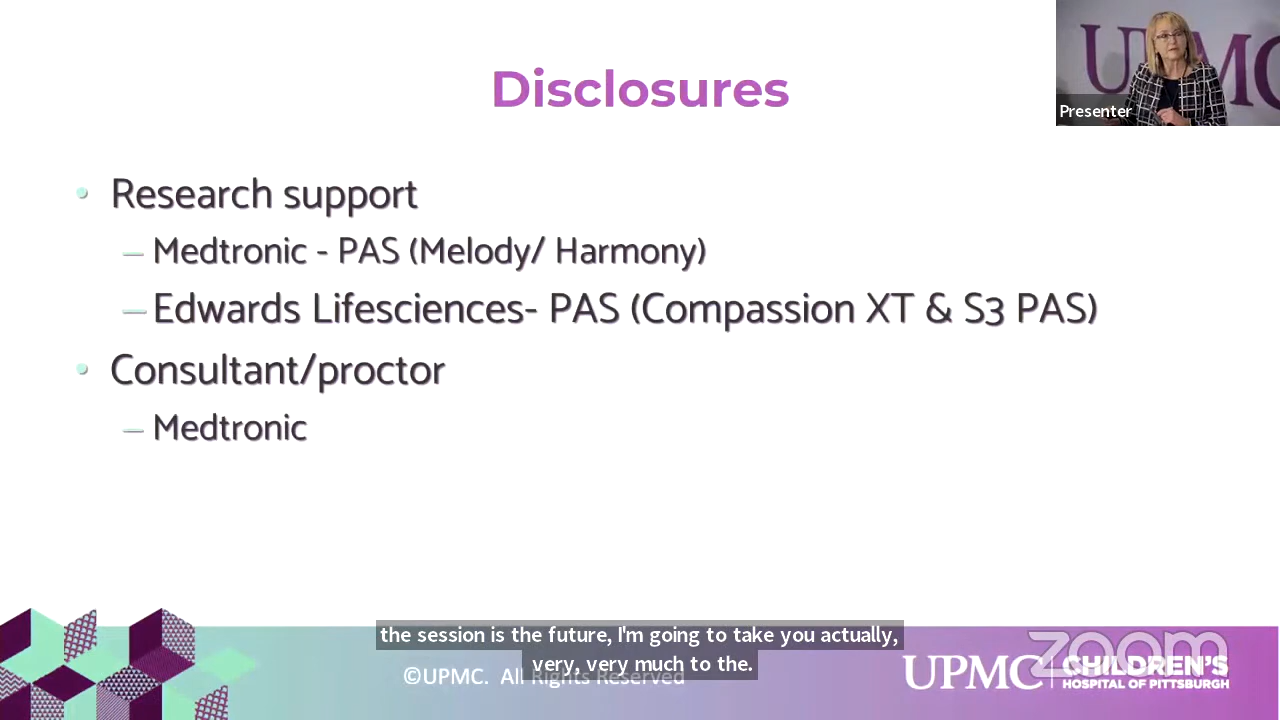 Disclosures
UPMC
Presenter
• Research support
– Medtronic - PAS (Melody/ Harmony)
– Edwards Lifesciences- PAS (Compassion XT & S3 PAS)
• Consultant/proctor
– Medtronic
the session is the future, I'm going to take you actually,
very, very much to the.
©UPMC. All Rights Reserved
UPMC
CHILDREN'S
HOSPITAL OF PITTSBURGH
zoom